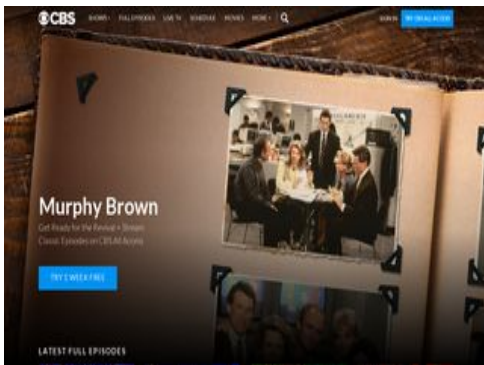 CBS
SHOWS FULL EPISODES LIVE TV SCHEDULE MOVIES MORE
SIGN IN TRY CBS ALL ACCESS
Murphy Brown
Get Ready for the Revival + Stream
Classic Episodes on CBS All Access
TRY 1 WEEK FREE
LATEST FULL EPISODES